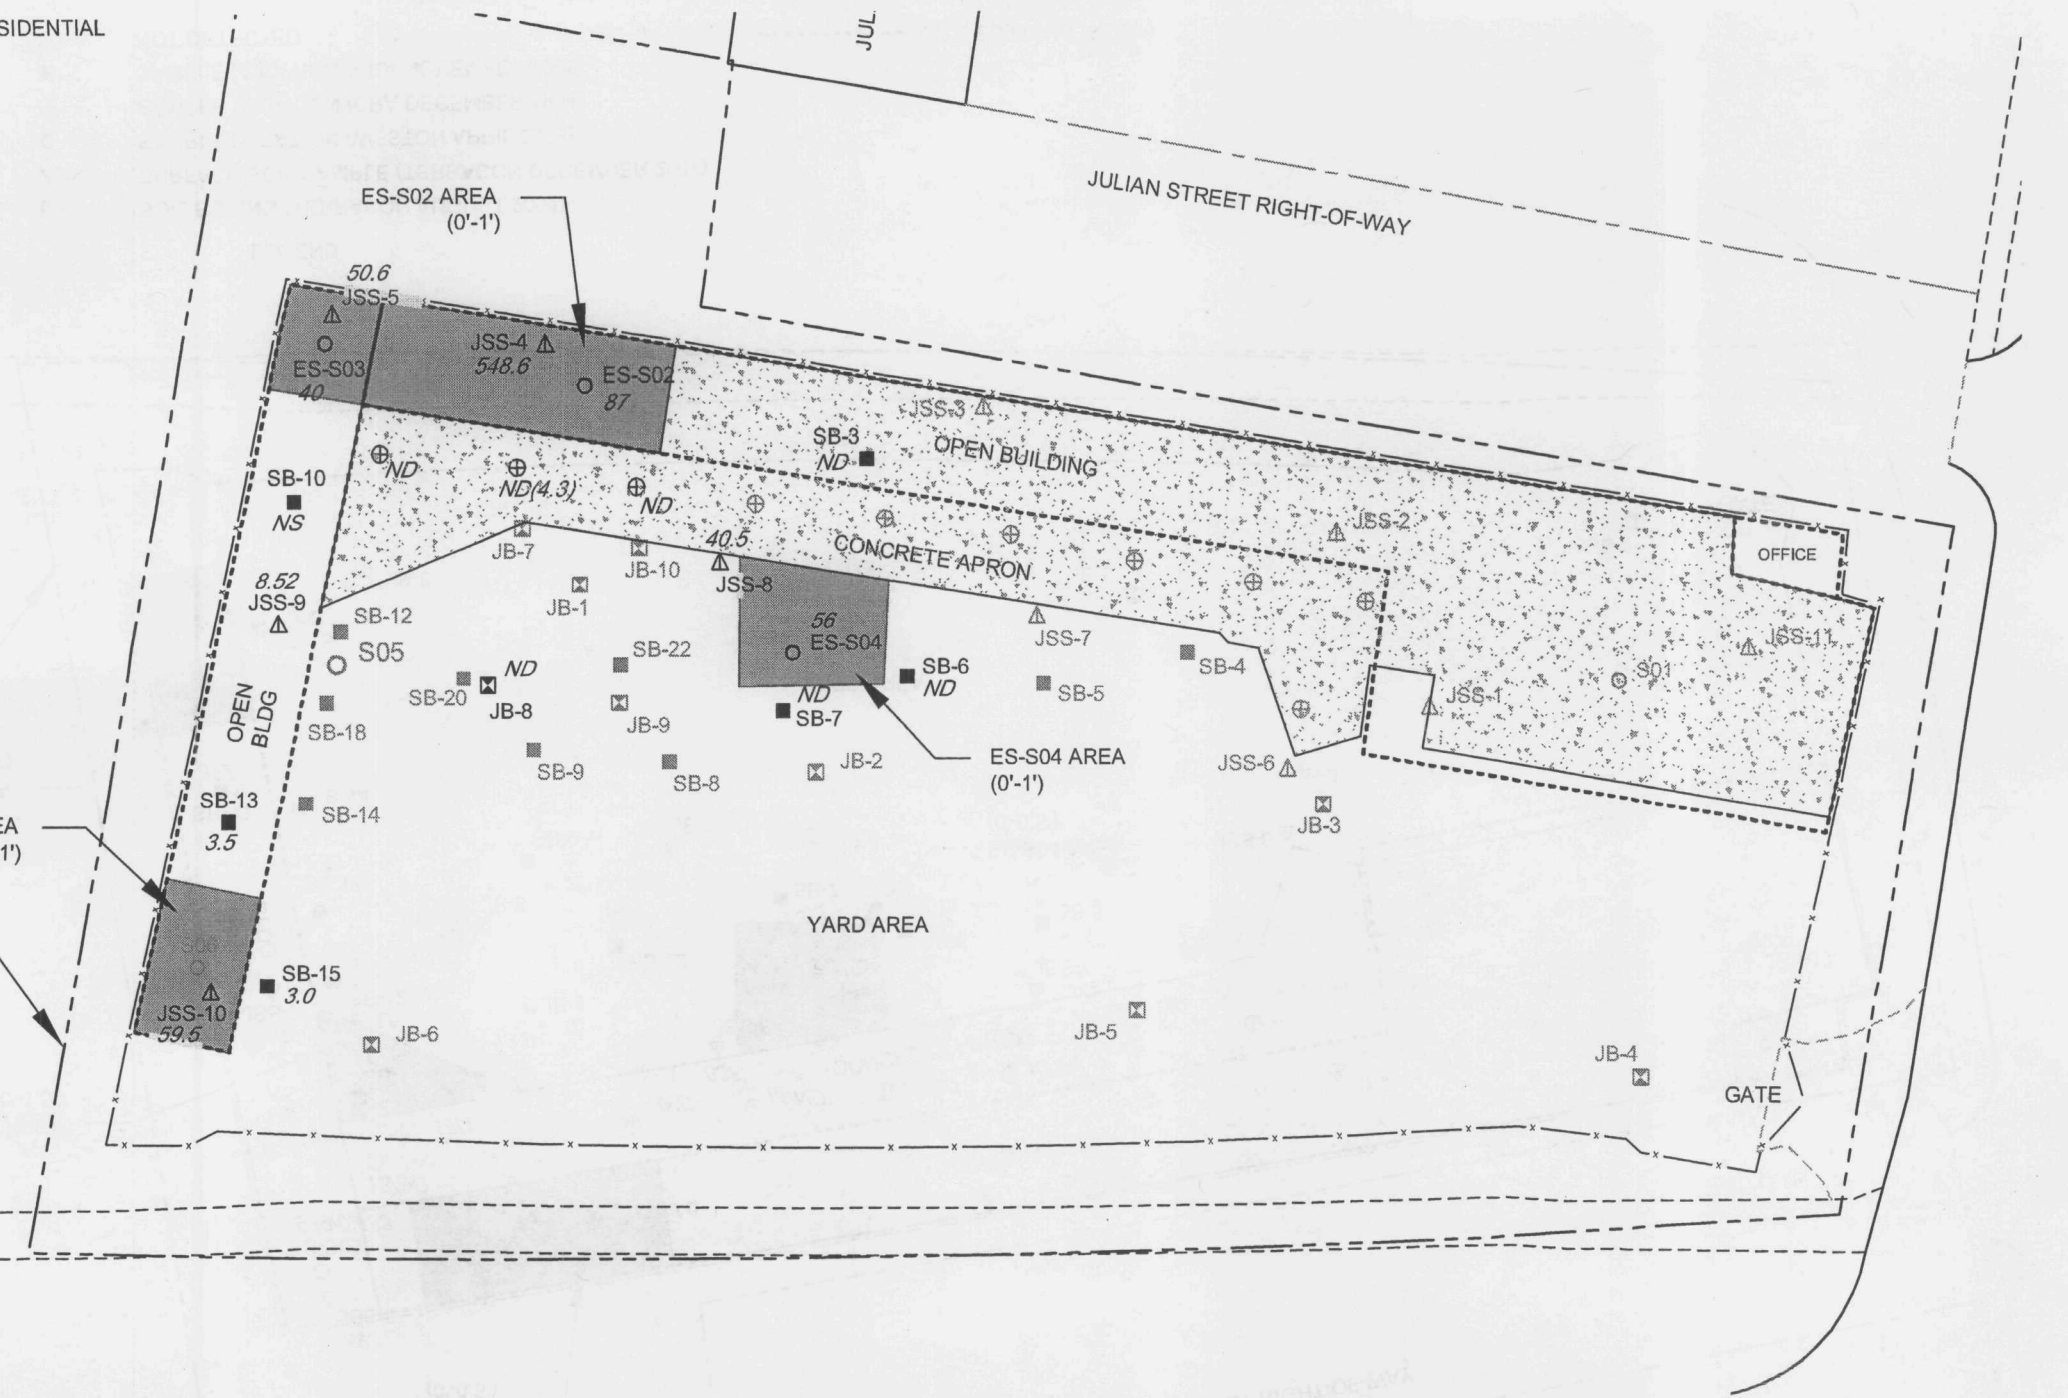 SIDENTIAL
JUL
JULIAN STREET RIGHT-OF-WAY
ES-S02 AREA
(0'-1')
50.6
JSS-5
ES-S03
40
JSS-4
548.6
ES-S02
87
JSS-3
SB-3
ND
OPEN BUILDING
ND
ND(4.3)
ND
SB-10
NS
JSS-2
OFFICE
CONCRETE APRON
40.5
JSS-8
JB-7
JB-10
JB-1
8.52
JSS-9
SB-12
S05
56
ES-S04
JSS-7
JSS-11
SB-22
SB-4
S01
ND
SB-20
JB-8
SB-6
ND
SB-5
JSS-1
JB-9
ND
SB-7
SB-18
OPEN
BLDG
SB-9
SB-8
JB-2
ES-S04 AREA
(0'-1')
JSS-6
JB-3
SB-14
SB-13
3.5
EA
1')
YARD AREA
S06
JSS-10
59.5
SB-15
3.0
JB-6
JB-5
JB-4
GATE